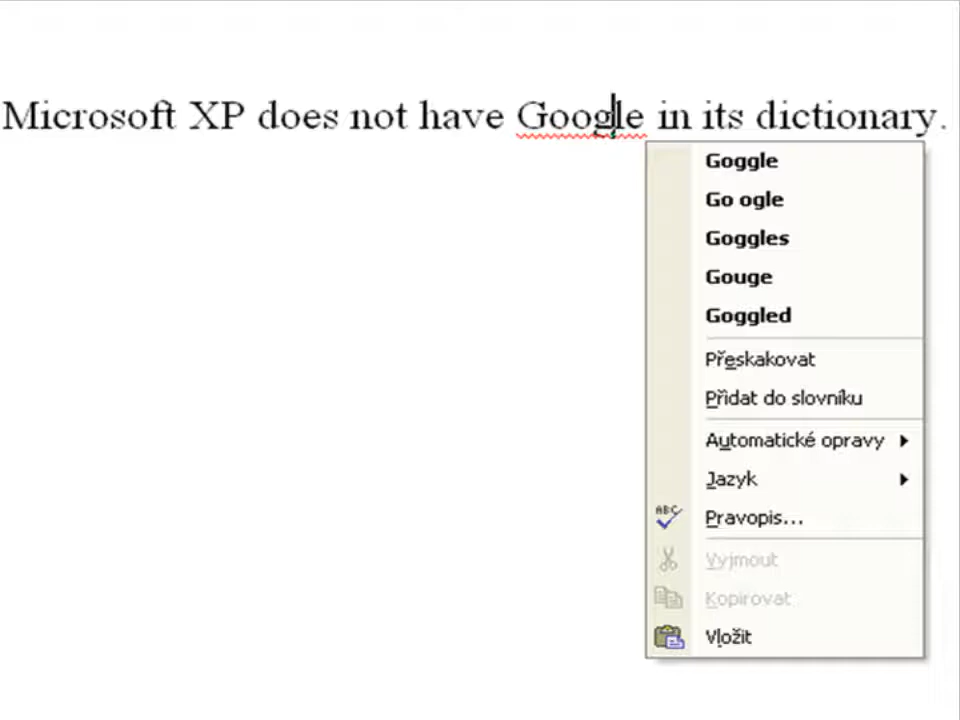 Microsoft XP does not have Google in its dictionary.
Goggle
Go ogle
Goggles
Gouge
Goggled
Přeskakovat
Přidat do slovníku
Automatické opravy
Jazyk
ABC
Pravopis...
Vyjmout
Kopírovat
Vložit